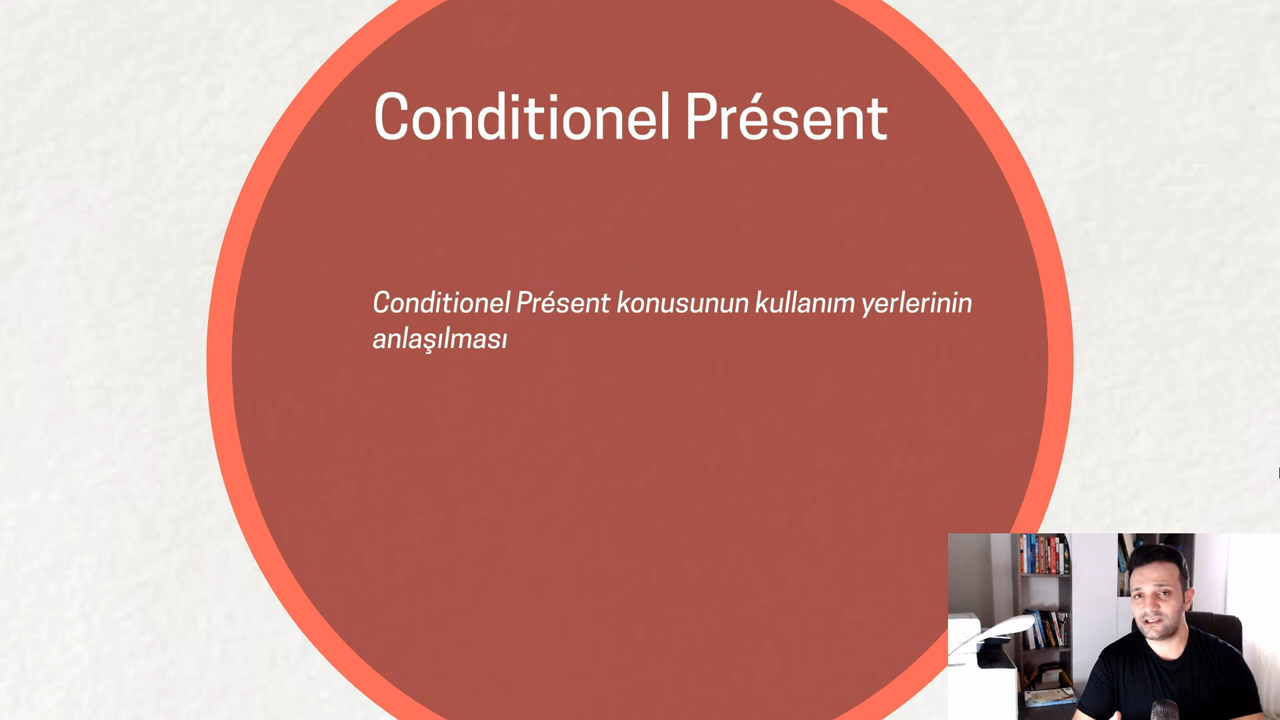 Conditionel Présent
Conditionel Présent konusunun kullanım yerlerinin
anlaşılması